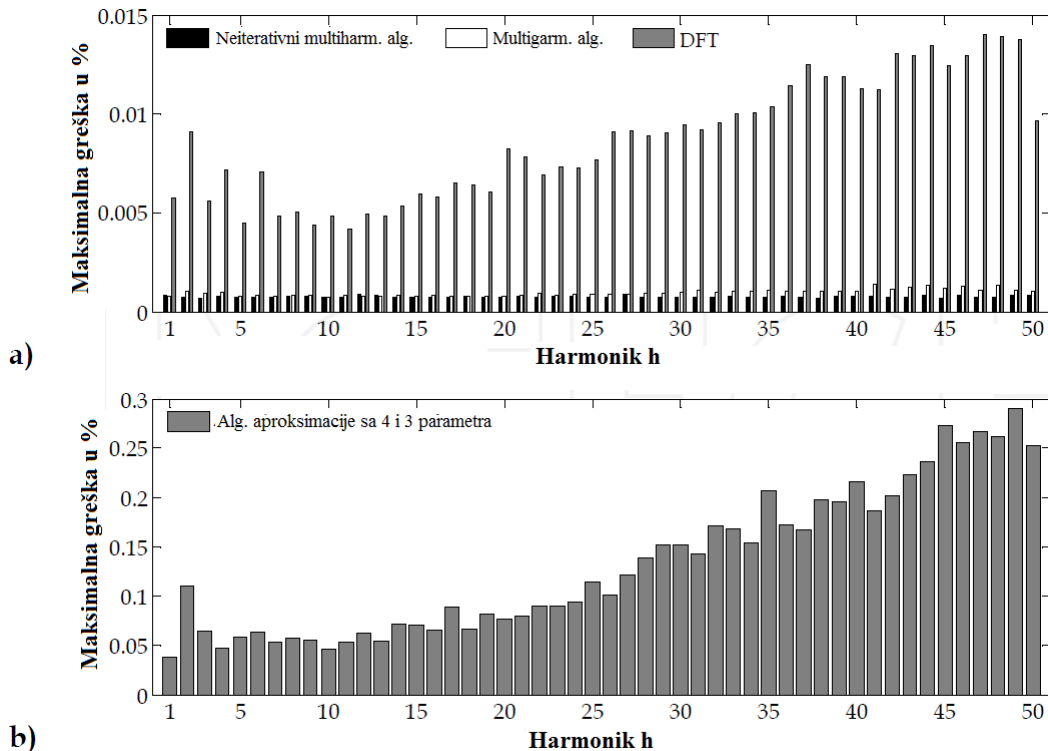 0.015
Neiterativni multiharm. alg.
Multigarm. alg.
DFT
0.01
0.005
0
Maksimalna greška u %
1 5 10 15 20 25 30 35 40 45 50
Harmonik h
a)
0.3
Alg. aproksimacije sa 4 i 3 parametra
0.25
0.2
0.15
0.1
0.05
0
Maksimalna greška u %
1 5 10 15 20 25 30 35 40 45 50
Harmonik h
b)